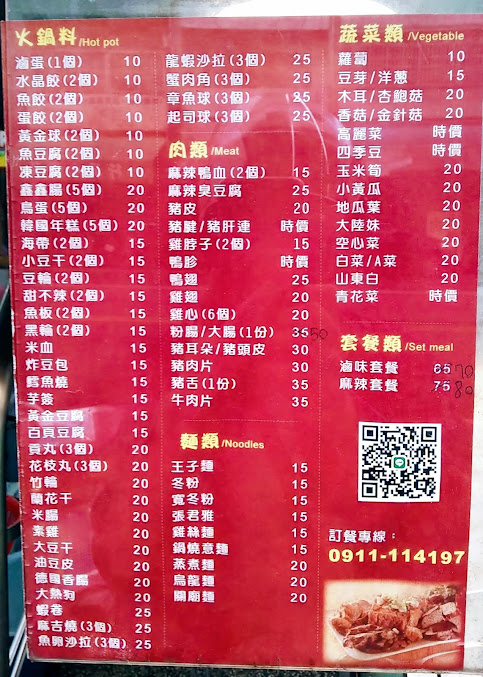 火鍋料/Hot pot
滷蛋(1個) 10
水晶餃(2個) 10
魚餃(2個) 10
蛋餃(2個) 10
黃金球(2個) 10
魚豆腐(2個) 10
凍豆腐(2個) 10
鑫鑫腸(5個) 20
鳥蛋(5個) 20
韓國年糕(5個) 20
海帶(2個) 15
小豆干(2個) 15
豆輪(2個) 15
甜不辣(2個) 15
魚板(2個) 15
黑輪(2個) 15
米血 15
炸豆包 15
鱈魚燒 15
芋簽 15
黃金豆腐 15
百頁豆腐 15
貢丸(3個) 20
花枝丸(3個) 20
竹輪 20
蘭花干 20
米腸 20
素雞 20
大豆干 20
油豆皮 20
德國香腸 20
大熱狗 20
蝦卷 25
麻吉燒(3個) 25
魚卵沙拉(3個) 25
龍蝦沙拉(3個) 25
蟹肉角(3個) 25
章魚球(3個) 25
起司球(3個) 25
肉類/Meat
麻辣鴨血(2個) 15
麻辣臭豆腐 25
豬皮 20
豬腱/豬肝連 時價
雞脖子(2個) 15
鴨胗 時價
鴨翅 25
雞翅 20
雞心(6個) 20
粉腸/大腸(1份) 35 50
豬耳朵/豬頭皮 30
豬肉片 30
豬舌(1份) 35
牛肉片 35
麵類/Noodles
王子麵 15
冬粉 15
寬冬粉 15
張君雅 15
雞絲麵 15
鍋燒意麵 15
蒸煮麵 20
烏龍麵 20
關廟麵 20
蔬菜類/Vegetable
蘿蔔 10
豆芽/洋蔥 15
木耳/杏鮑菇 20
香菇/金針菇 20
高麗菜 時價
四季豆 時價
玉米筍 20
小黃瓜 20
地瓜葉 20
大陸妹 20
空心菜 20
白菜/A菜 20
山東白 20
青花菜 時價
套餐類/Set meal
滷味套餐 65 70
麻辣套餐 75 80
訂餐專線：
0911-114197